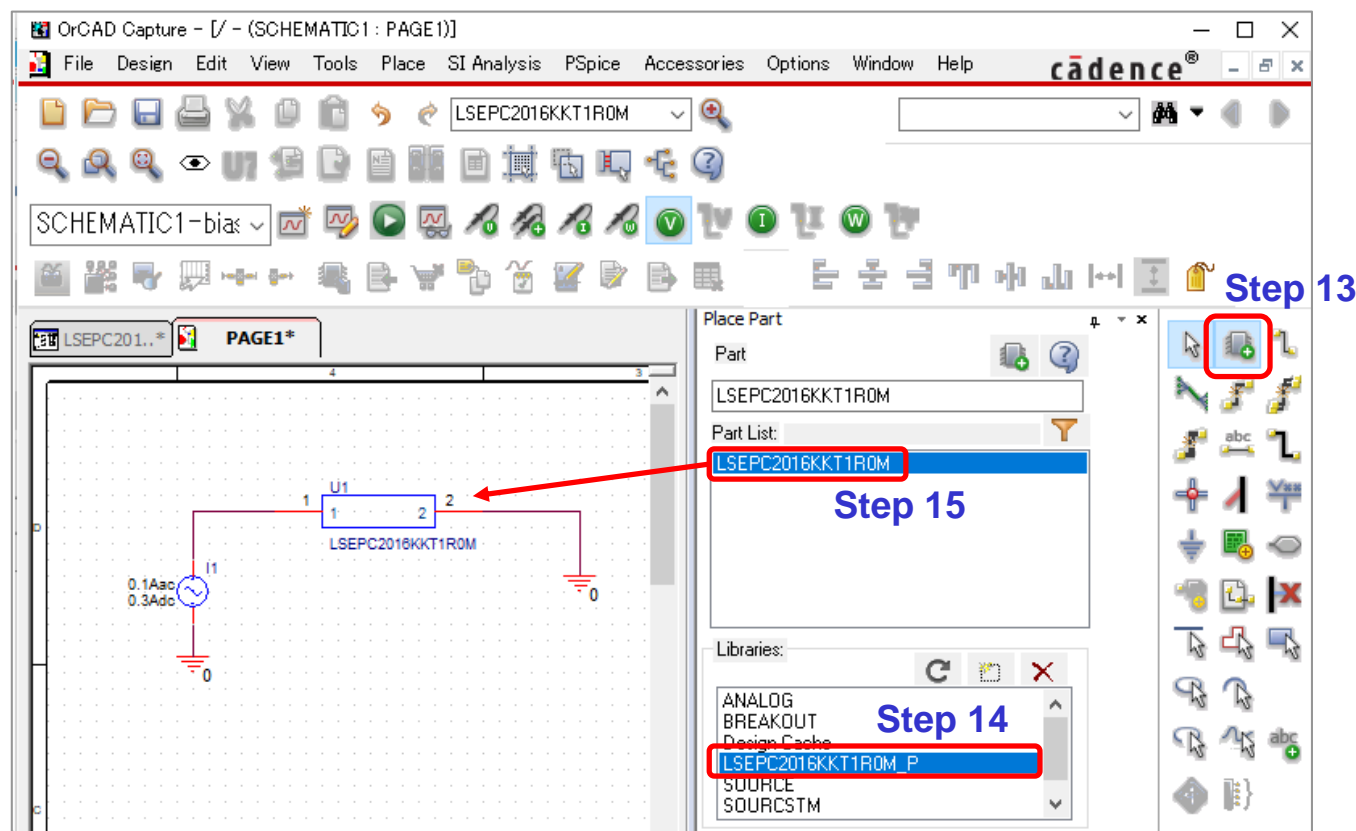 OrCAD Capture - [/ - (SCHEMATIC1 : PAGE1)]
File Design Edit View Tools Place SI Analysis PSpice Accessories Options Window Help
cādence®
LSEPC2016KKT1R0M
U?
SCHEMATIC1-bias
V I W
Step 13
LSEPC201..* PAGE1*
4 3
D
C
U1
1 2
1 2
LSEPC2016KKT1R0M
I1
0.1Aac
0.3Adc
0
0
Place Part
Part
LSEPC2016KKT1R0M
Part List:
LSEPC2016KKT1R0M
Step 15
Libraries:
ANALOG
BREAKOUT
Step 14
Design Cache
LSEPC2016KKT1R0M_P
SOURCE
SOURCSTM
abc
abc